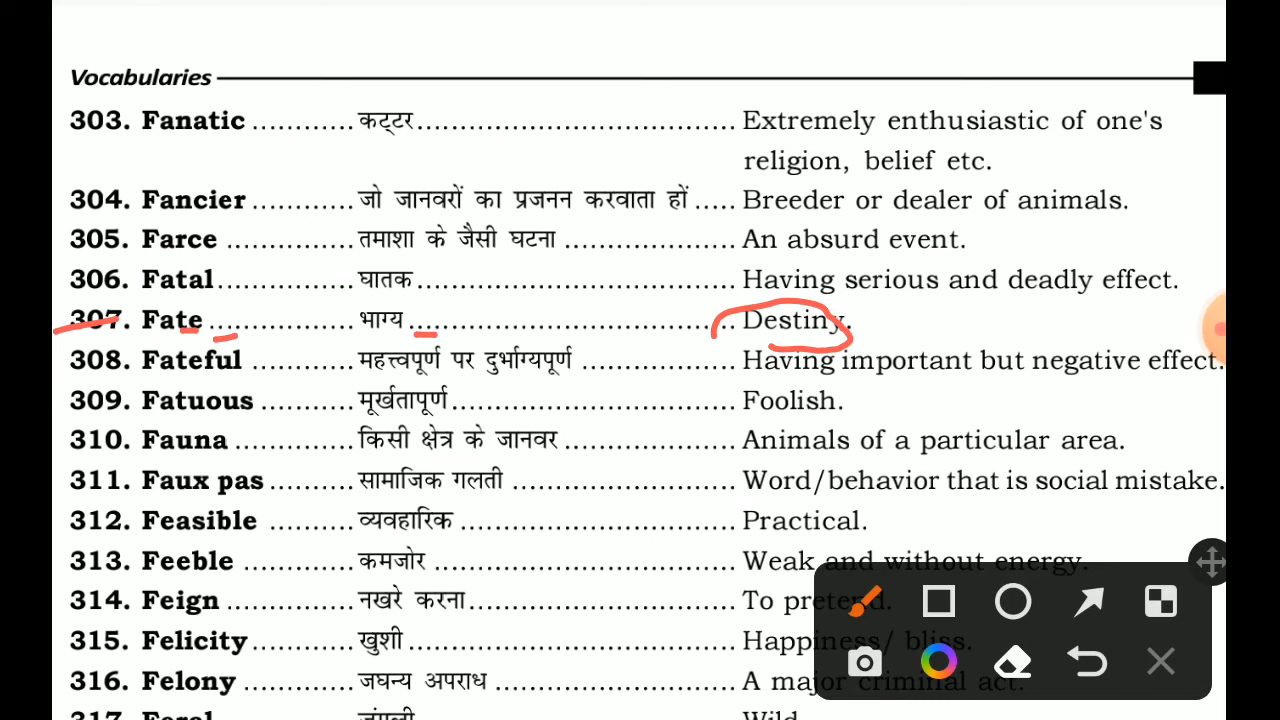 Vocabularies
303. Fanatic ............ कट्टर..................................... Extremely enthusiastic of one's
religion, belief etc.
304. Fancier ............ जो जानवरों का प्रजनन करवाता हों ..... Breeder or dealer of animals.
305. Farce ............... तमाशा के जैसी घटना .................... An absurd event.
306. Fatal................ घातक ..................................... Having serious and deadly effect.
307. Fate ................. भाग्य ...................................... Destiny.
308. Fateful ............ महत्त्वपूर्ण पर दुर्भाग्यपूर्ण .................. Having important but negative effect.
309. Fatuous ........... मूर्खतापूर्ण................................. Foolish.
310. Fauna .............. किसी क्षेत्र के जानवर .................... Animals of a particular area.
311. Faux pas .......... सामाजिक गलती .......................... Word/behavior that is social mistake.
312. Feasible .......... व्यवहारिक ................................ Practical.
313. Feeble ............. कमजोर ................................... Weak and without energy.
314. Feign ............... नखरे करना............................... To pretend.
315. Felicity ............ खुशी ...................................... Happiness/ bliss.
316. Felony ............. जघन्य अपराध ............................ A major criminal act.
317. Feral ............... जंगली ..................................... Wild